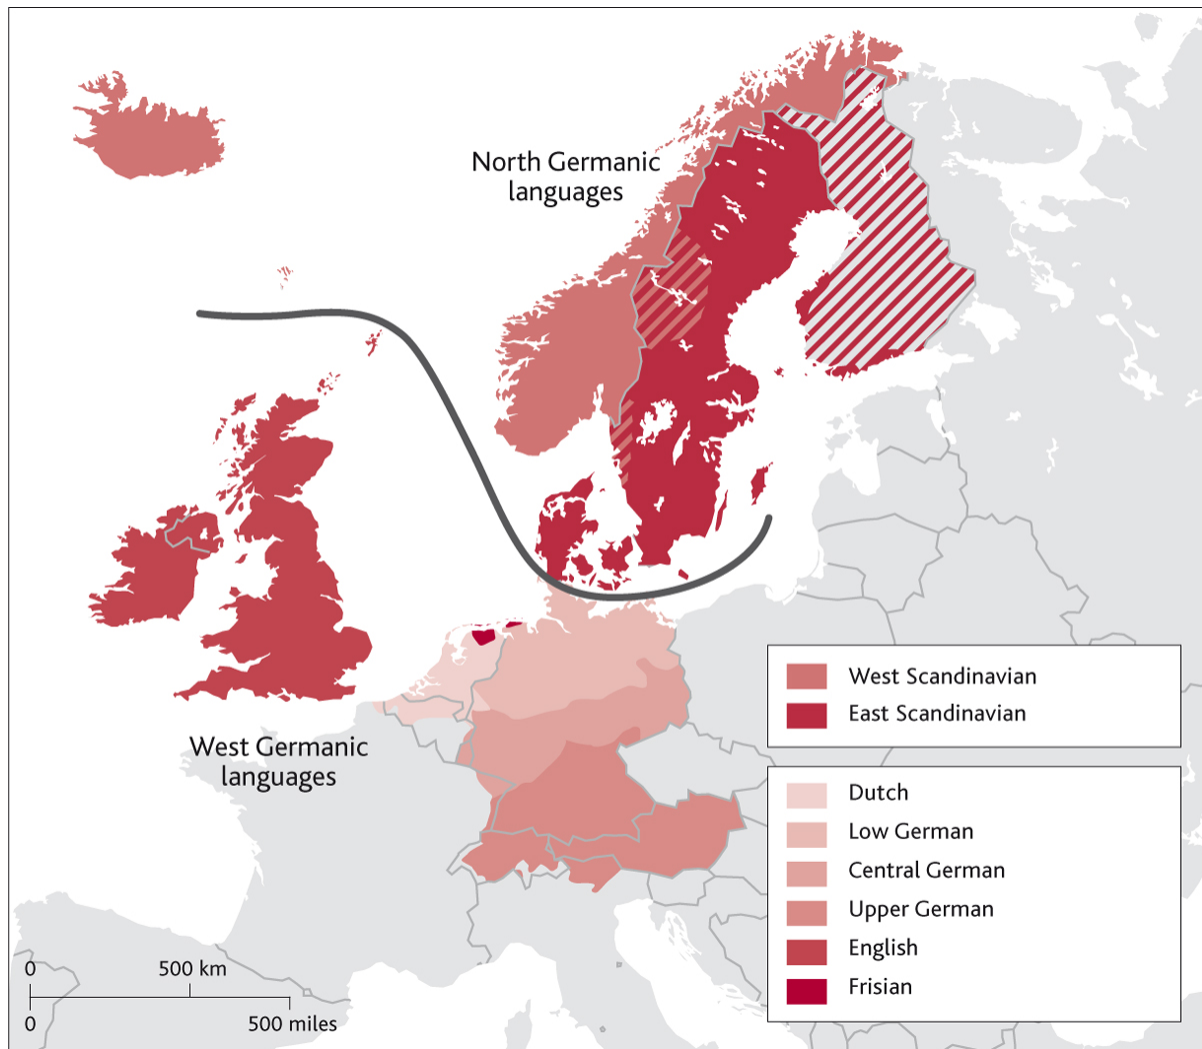 North Germanic
languages
West Germanic
languages
West Scandinavian
East Scandinavian
Dutch
Low German
Central German
Upper German
English
Frisian
0
500 km
0
500 miles